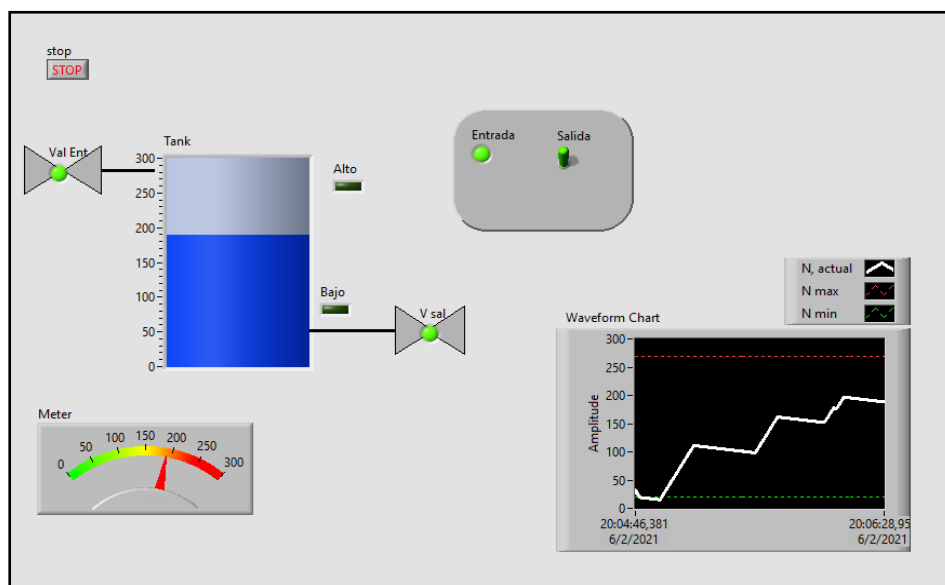 stop
STOP
Val Ent
Tank
300
250
200
150
100
50
0
Alto
Bajo
V sal
Entrada
Salida
N, actual
N max
N min
Meter
0
50
100
150
200
250
300
Waveform Chart
Amplitude
300
250
200
150
100
50
0
20:04:46,381
6/2/2021
20:06:28,95
6/2/2021